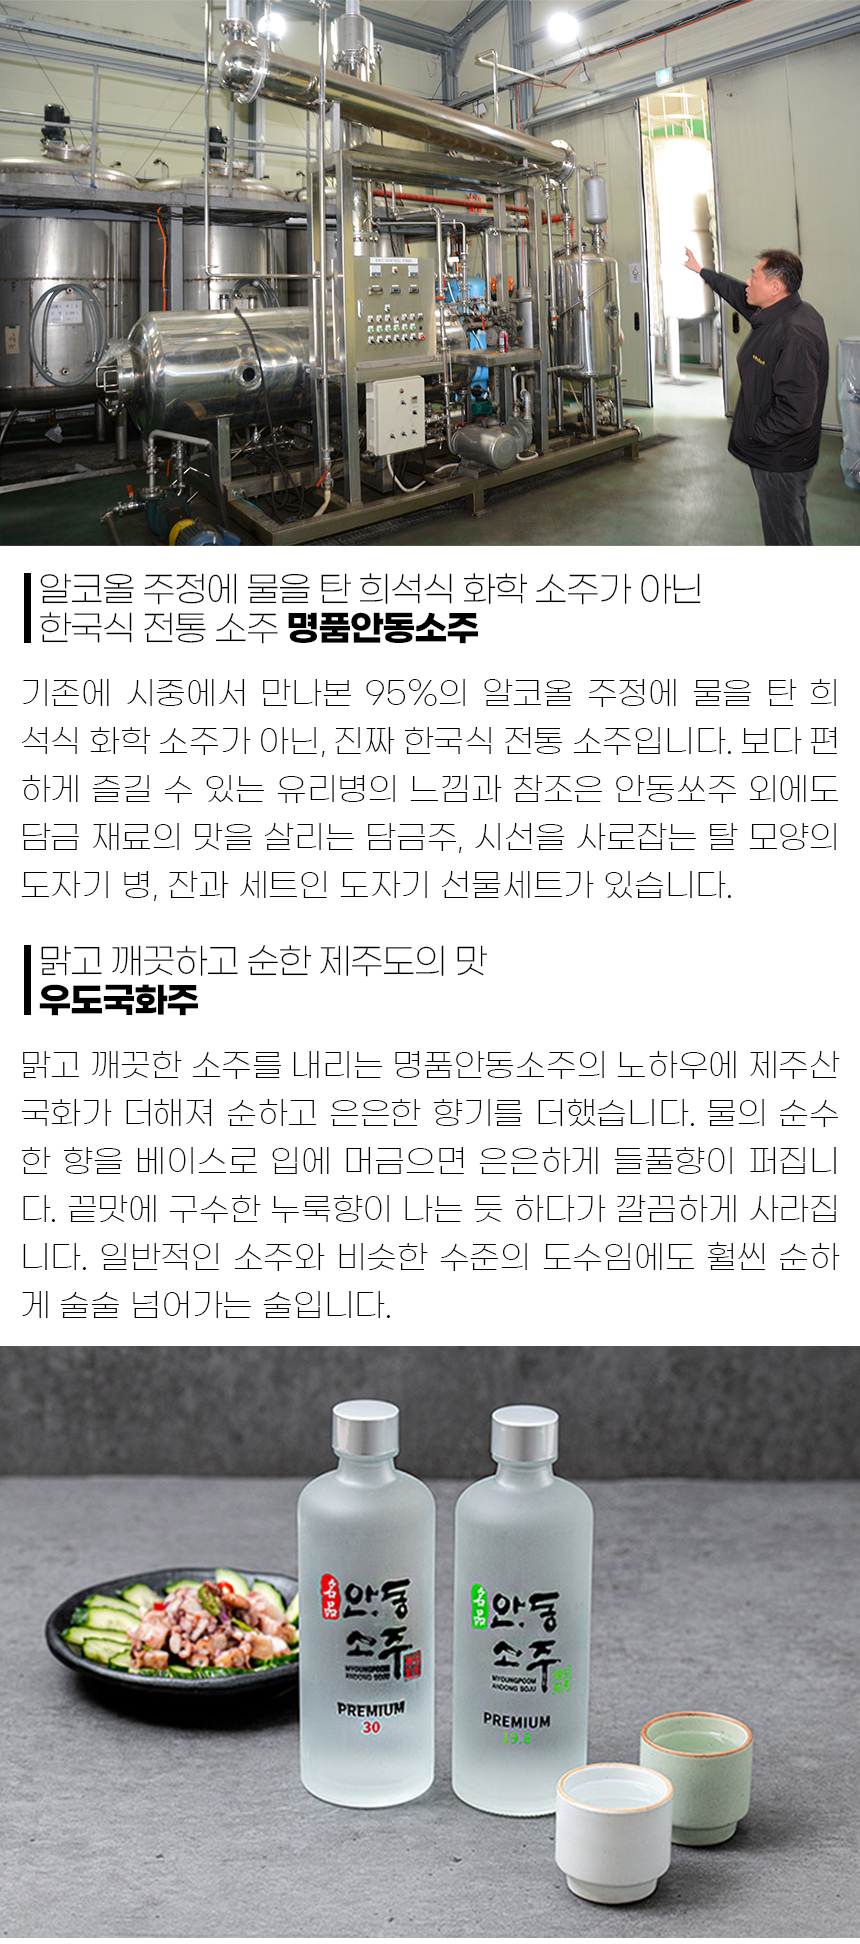 알코올 주정에 물을 탄 희석식 화학 소주가 아닌
한국식 전통 소주 명품안동소주
기존에 시중에서 만나본 95%의 알코올 주정에 물을 탄 희
석식 화학 소주가 아닌, 진짜 한국식 전통 소주입니다. 보다 편
하게 즐길 수 있는 유리병의 느낌과 참조은 안동쏘주 외에도
담금 재료의 맛을 살리는 담금주, 시선을 사로잡는 탈 모양의
도자기 병, 잔과 세트인 도자기 선물세트가 있습니다.
맑고 깨끗하고 순한 제주도의 맛
우도국화주
맑고 깨끗한 소주를 내리는 명품안동소주의 노하우에 제주산
국화가 더해져 순하고 은은한 향기를 더했습니다. 물의 순수
한 향을 베이스로 입에 머금으면 은은하게 들풀향이 퍼집니
다. 끝맛에 구수한 누룩향이 나는 듯 하다가 깔끔하게 사라집
니다. 일반적인 소주와 비슷한 수준의 도수임에도 훨씬 순하
게 술술 넘어가는 술입니다.
名品 안동
소주
MYOUNGPOOM
ANDONG SOJU
PREMIUM
30
名品 안동
소주
MYOUNGPOOM
ANDONG SOJU
PREMIUM
19.8